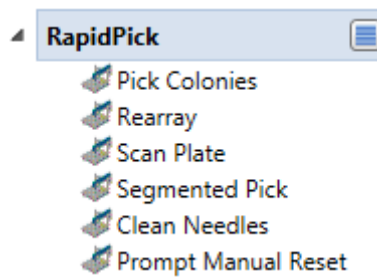 RapidPick
Pick Colonies
Rearray
Scan Plate
Segmented Pick
Clean Needles
Prompt Manual Reset